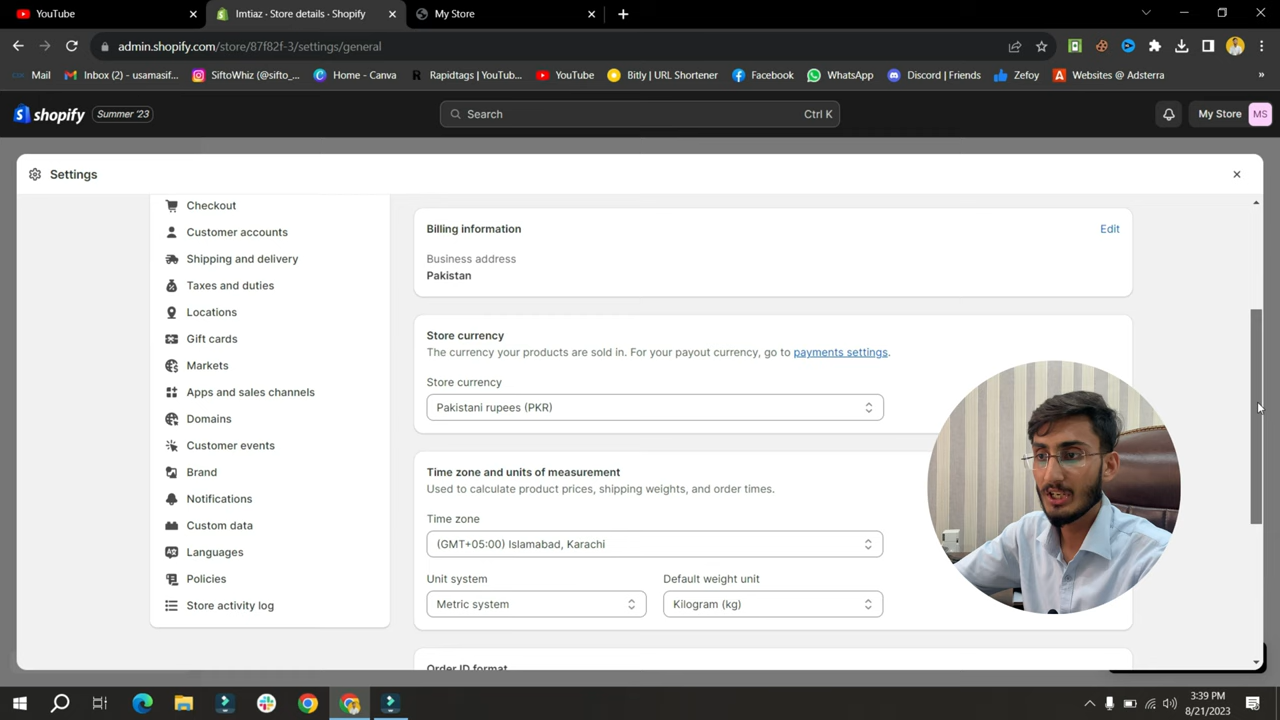 YouTube
Imtiaz - Store details - Shopify
My Store
admin.shopify.com/store/87f82f-3/settings/general
Mail
Inbox (2) - usamasif...
SiftoWhiz (@sifto_...
Home - Canva
Rapidtags | YouTub...
YouTube
Bitly | URL Shortener
Facebook
WhatsApp
Discord | Friends
Zefoy
Websites @ Adsterra
»
shopify
Summer '23
Search
Ctrl K
My Store
MS
Settings
Checkout
Customer accounts
Shipping and delivery
Taxes and duties
Locations
Gift cards
Markets
Apps and sales channels
Domains
Customer events
Brand
Notifications
Custom data
Languages
Policies
Store activity log
Billing information
Edit
Business address
Pakistan
Store currency
The currency your products are sold in. For your payout currency, go to payments settings.
Store currency
Pakistani rupees (PKR)
Time zone and units of measurement
Used to calculate product prices, shipping weights, and order times.
Time zone
(GMT+05:00) Islamabad, Karachi
Unit system
Default weight unit
Metric system
Kilogram (kg)
Order ID format
3:39 PM
8/21/2023